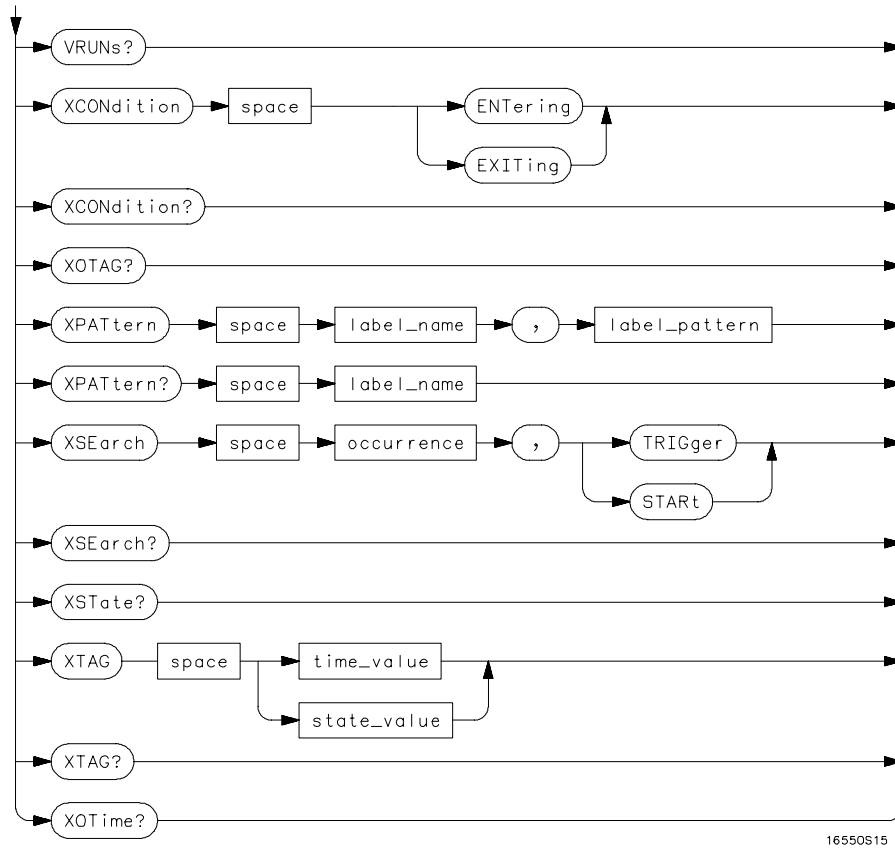 VRUNs?
XCONdition space ENTering
EXITing
XCONdition?
XOTAG?
XPATtern space label_name , label_pattern
XPATtern? space label_name
XSEarch space occurrence , TRIGger
STARt
XSEarch?
XSTate?
XTAG space time_value
state_value
XTAG?
XOTime?
16550S15